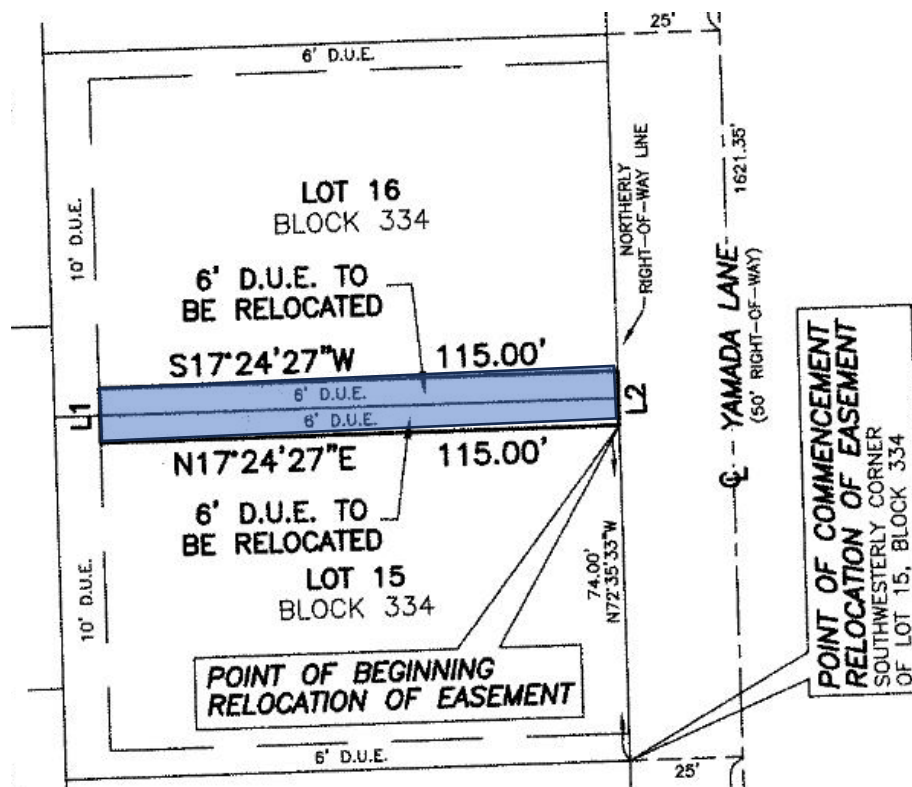 25'
6' D.U.E.
10' D.U.E.
LOT 16
BLOCK 334
NORTHERLY
RIGHT-OF-WAY LINE
1621.35'
6' D.U.E. TO
BE RELOCATED
S17°24'27"W 115.00'
6' D.U.E.
6' D.U.E.
L1
L2
N17°24'27"E 115.00'
6' D.U.E. TO
BE RELOCATED
LOT 15
BLOCK 334
10' D.U.E.
74.00'
N72°35'33"W
℄ YAMADA LANE
(50' RIGHT-OF-WAY)
POINT OF COMMENCEMENT
RELOCATION OF EASEMENT
SOUTHWESTERLY CORNER
OF LOT 15, BLOCK 334
POINT OF BEGINNING
RELOCATION OF EASEMENT
6' D.U.E.
25'